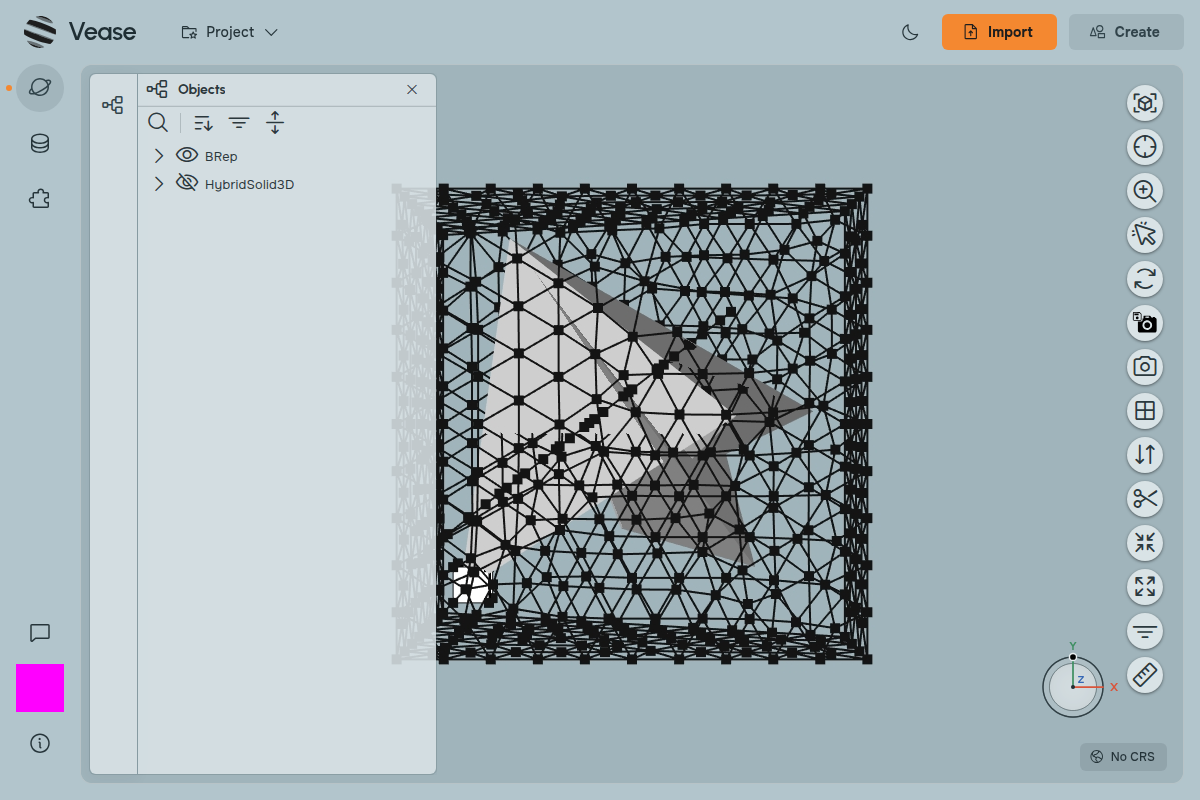 Vease
Project
Import
Create
Objects
BRep
HybridSolid3D
Y
Z
X
No CRS